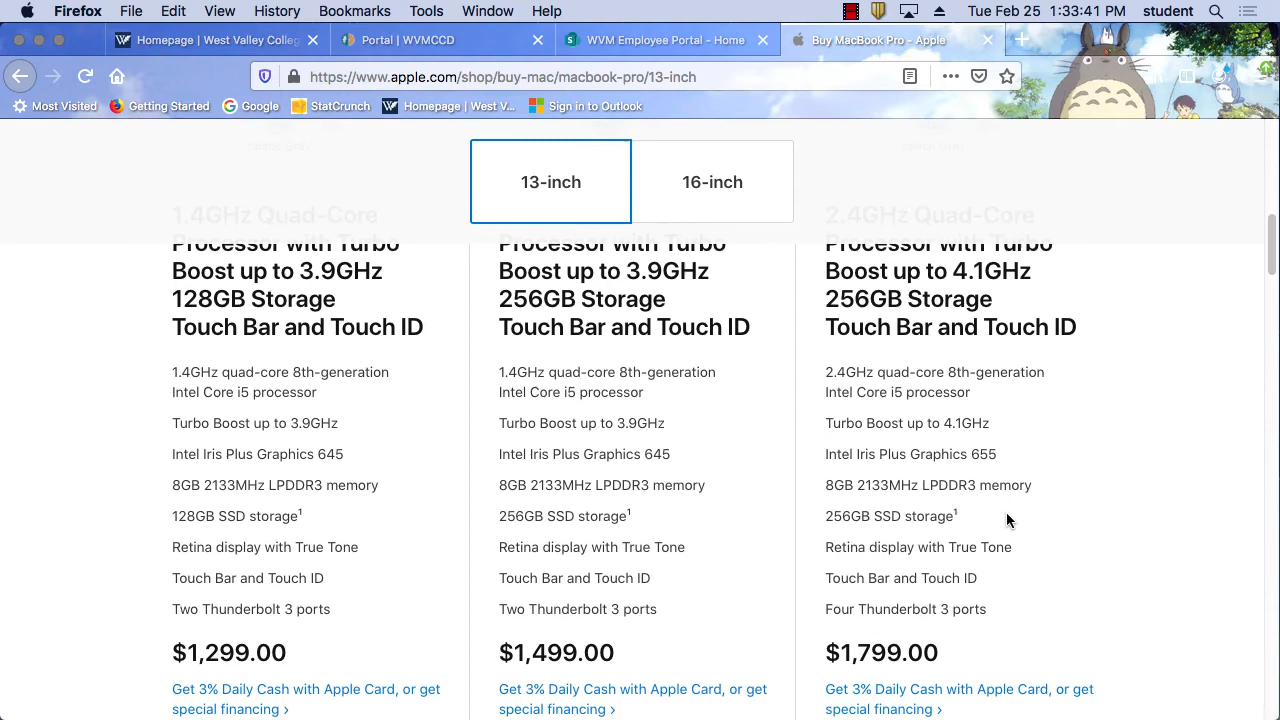 Firefox File Edit View History Bookmarks Tools Window Help Tue Feb 25 1:33:41 PM student
Homepage | West Valley Colleg
Portal | WVMCCD
WVM Employee Portal - Home
Buy MacBook Pro - Apple
https://www.apple.com/shop/buy-mac/macbook-pro/13-inch
Most Visited Getting Started Google StatCrunch Homepage | West V... Sign in to Outlook
13-inch
16-inch
1.4GHz Quad-Core
Processor with Turbo
Boost up to 3.9GHz
128GB Storage
Touch Bar and Touch ID
1.4GHz quad-core 8th-generation
Intel Core i5 processor
Turbo Boost up to 3.9GHz
Intel Iris Plus Graphics 645
8GB 2133MHz LPDDR3 memory
128GB SSD storage¹
Retina display with True Tone
Touch Bar and Touch ID
Two Thunderbolt 3 ports
$1,299.00
Get 3% Daily Cash with Apple Card, or get
special financing ›
Processor with Turbo
Boost up to 3.9GHz
256GB Storage
Touch Bar and Touch ID
1.4GHz quad-core 8th-generation
Intel Core i5 processor
Turbo Boost up to 3.9GHz
Intel Iris Plus Graphics 645
8GB 2133MHz LPDDR3 memory
256GB SSD storage¹
Retina display with True Tone
Touch Bar and Touch ID
Two Thunderbolt 3 ports
$1,499.00
Get 3% Daily Cash with Apple Card, or get
special financing ›
2.4GHz Quad-Core
Processor with Turbo
Boost up to 4.1GHz
256GB Storage
Touch Bar and Touch ID
2.4GHz quad-core 8th-generation
Intel Core i5 processor
Turbo Boost up to 4.1GHz
Intel Iris Plus Graphics 655
8GB 2133MHz LPDDR3 memory
256GB SSD storage¹
Retina display with True Tone
Touch Bar and Touch ID
Four Thunderbolt 3 ports
$1,799.00
Get 3% Daily Cash with Apple Card, or get
special financing ›